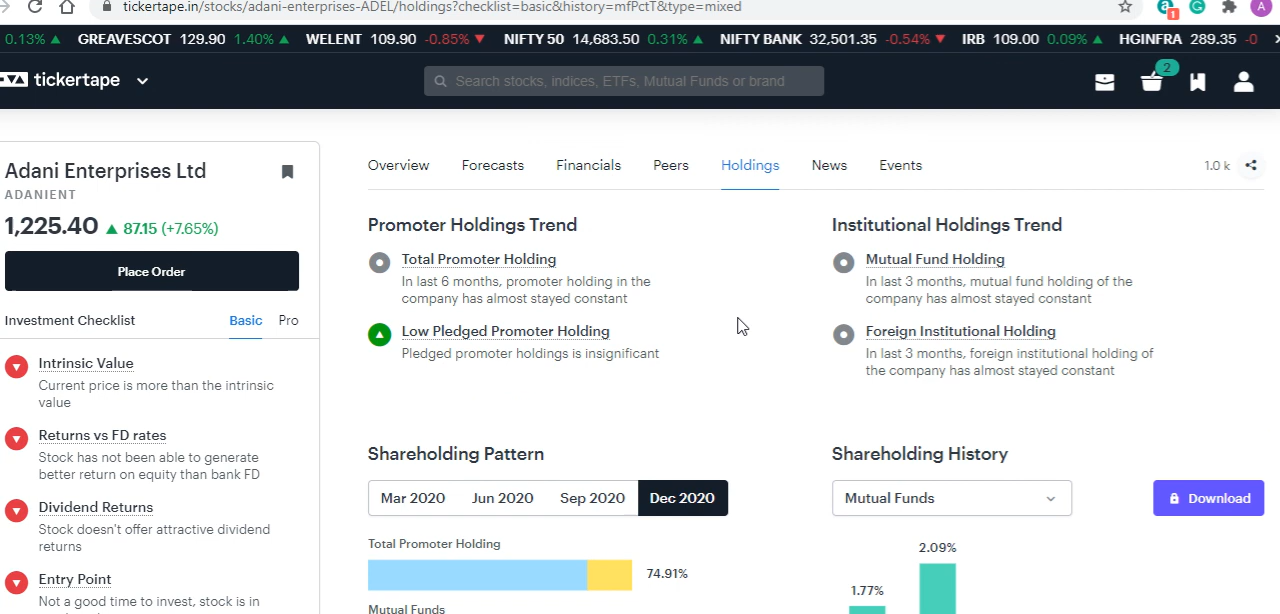 tickertape.in/stocks/adani-enterprises-ADEL/holdings?checklist=basic&history=mfPctT&type=mixed
1
G
A
0.13% ▲ GREAVESCOT 129.90 1.40% ▲ WELENT 109.90 -0.85% ▼ NIFTY 50 14,683.50 0.31% ▲ NIFTY BANK 32,501.35 -0.54% ▼ IRB 109.00 0.09% ▲ HGINFRA 289.35 -0
tickertape
Search stocks, indices, ETFs, Mutual Funds or brand
2
Adani Enterprises Ltd
ADANIENT
1,225.40 ▲ 87.15 (+7.65%)
Place Order
Investment Checklist Basic Pro
Intrinsic Value
Current price is more than the intrinsic
value
Returns vs FD rates
Stock has not been able to generate
better return on equity than bank FD
Dividend Returns
Stock doesn't offer attractive dividend
returns
Entry Point
Not a good time to invest, stock is in
Overview Forecasts Financials Peers Holdings News Events 1.0 k
Promoter Holdings Trend
Total Promoter Holding
In last 6 months, promoter holding in the
company has almost stayed constant
Low Pledged Promoter Holding
Pledged promoter holdings is insignificant
Institutional Holdings Trend
Mutual Fund Holding
In last 3 months, mutual fund holding of the
company has almost stayed constant
Foreign Institutional Holding
In last 3 months, foreign institutional holding of
the company has almost stayed constant
Shareholding Pattern
Mar 2020 Jun 2020 Sep 2020 Dec 2020
Total Promoter Holding
74.91%
Mutual Funds
Shareholding History
Mutual Funds
Download
2.09%
1.77%